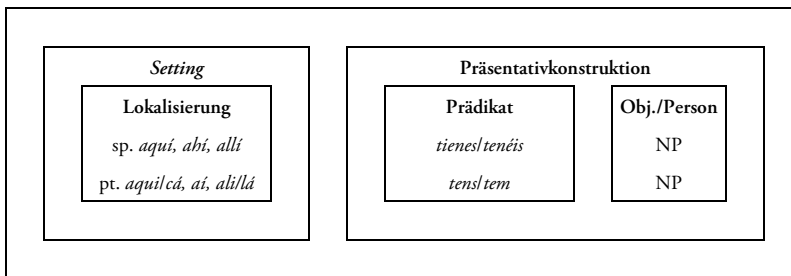 Setting Präsentativkonstruktion
Lokalisierung Prädikat Obj./Person
sp. aquí, ahí, allí tienes/tenéis NP
pt. aqui/cá, aí, ali/lá tens/tem NP